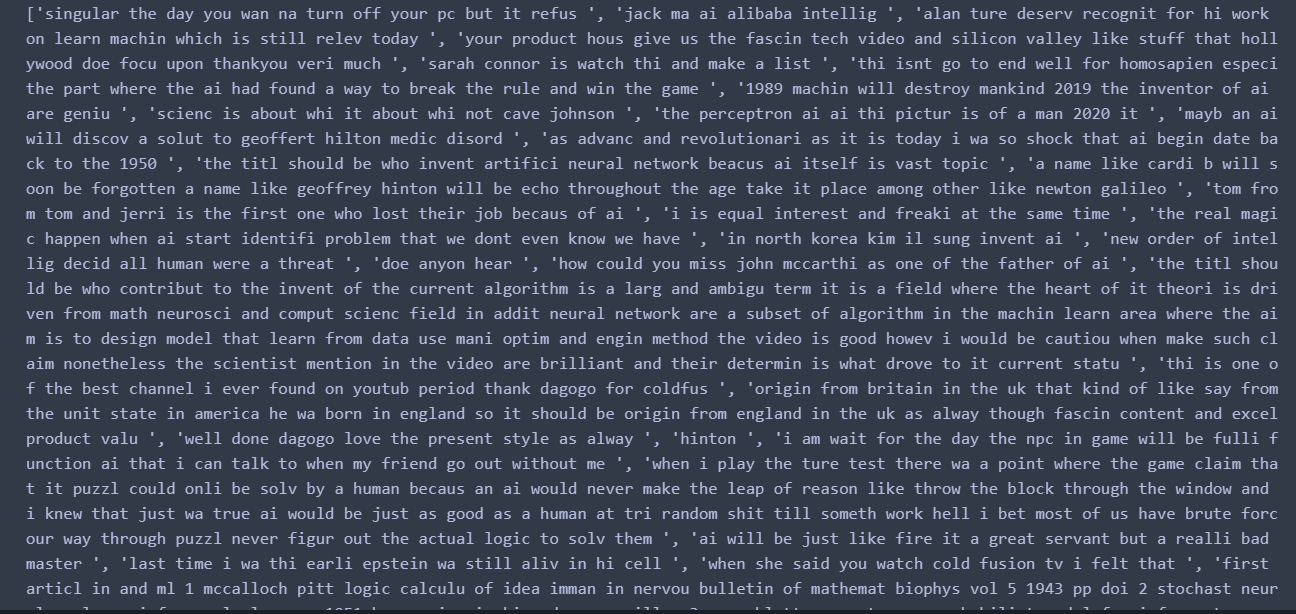 ['singular the day you wan na turn off your pc but it refus ', 'jack ma ai alibaba intellig ', 'alan ture deserv recognit for hi work
on learn machin which is still relev today ', 'your product hous give us the fascin tech video and silicon valley like stuff that holl
ywood doe focu upon thankyou veri much ', 'sarah connor is watch thi and make a list ', 'thi isnt go to end well for homosapien especi
the part where the ai had found a way to break the rule and win the game ', '1989 machin will destroy mankind 2019 the inventor of ai
are geniu ', 'scienc is about whi it about whi not cave johnson ', 'the perceptron ai ai thi pictur is of a man 2020 it ', 'mayb an ai
will discov a solut to geoffert hilton medic disord ', 'as advanc and revolutionari as it is today i wa so shock that ai begin date ba
ck to the 1950 ', 'the titl should be who invent artifici neural network beacus ai itself is vast topic ', 'a name like cardi b will s
oon be forgotten a name like geoffrey hinton will be echo throughout the age take it place among other like newton galileo ', 'tom fro
m tom and jerri is the first one who lost their job becaus of ai ', 'i is equal interest and freaki at the same time ', 'the real magi
c happen when ai start identifi problem that we dont even know we have ', 'in north korea kim il sung invent ai ', 'new order of intel
lig decid all human were a threat ', 'doe anyon hear ', 'how could you miss john mccarthi as one of the father of ai ', 'the titl shou
ld be who contribut to the invent of the current algorithm is a larg and ambigu term it is a field where the heart of it theori is dri
ven from math neurosci and comput scienc field in addit neural network are a subset of algorithm in the machin learn area where the ai
m is to design model that learn from data use mani optim and engin method the video is good howev i would be cautiou when make such cl
aim nonetheless the scientist mention in the video are brilliant and their determin is what drove to it current statu ', 'thi is one o
f the best channel i ever found on youtub period thank dagogo for coldfus ', 'origin from britain in the uk that kind of like say from
the unit state in america he wa born in england so it should be origin from england in the uk as alway though fascin content and excel
product valu ', 'well done dagogo love the present style as alway ', 'hinton ', 'i am wait for the day the npc in game will be fulli f
unction ai that i can talk to when my friend go out without me ', 'when i play the ture test there wa a point where the game claim tha
t it puzzl could onli be solv by a human becaus an ai would never make the leap of reason like throw the block through the window and
i knew that just wa true ai would be just as good as a human at tri random shit till someth work hell i bet most of us have brute forc
our way through puzzl never figur out the actual logic to solv them ', 'ai will be just like fire it a great servant but a realli bad
master ', 'last time i wa thi earli epstein wa still aliv in hi cell ', 'when she said you watch cold fusion tv i felt that ', 'first
articl in and ml 1 mccalloch pitt logic calculu of idea imman in nervou bulletin of mathemat biophys vol 5 1943 pp doi 2 stochast neur